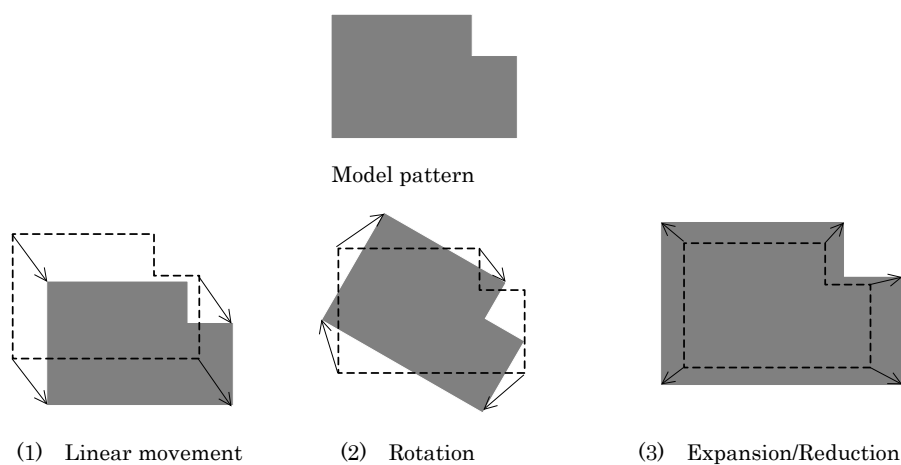 Model pattern
(1) Linear movement
(2) Rotation
(3) Expansion/Reduction